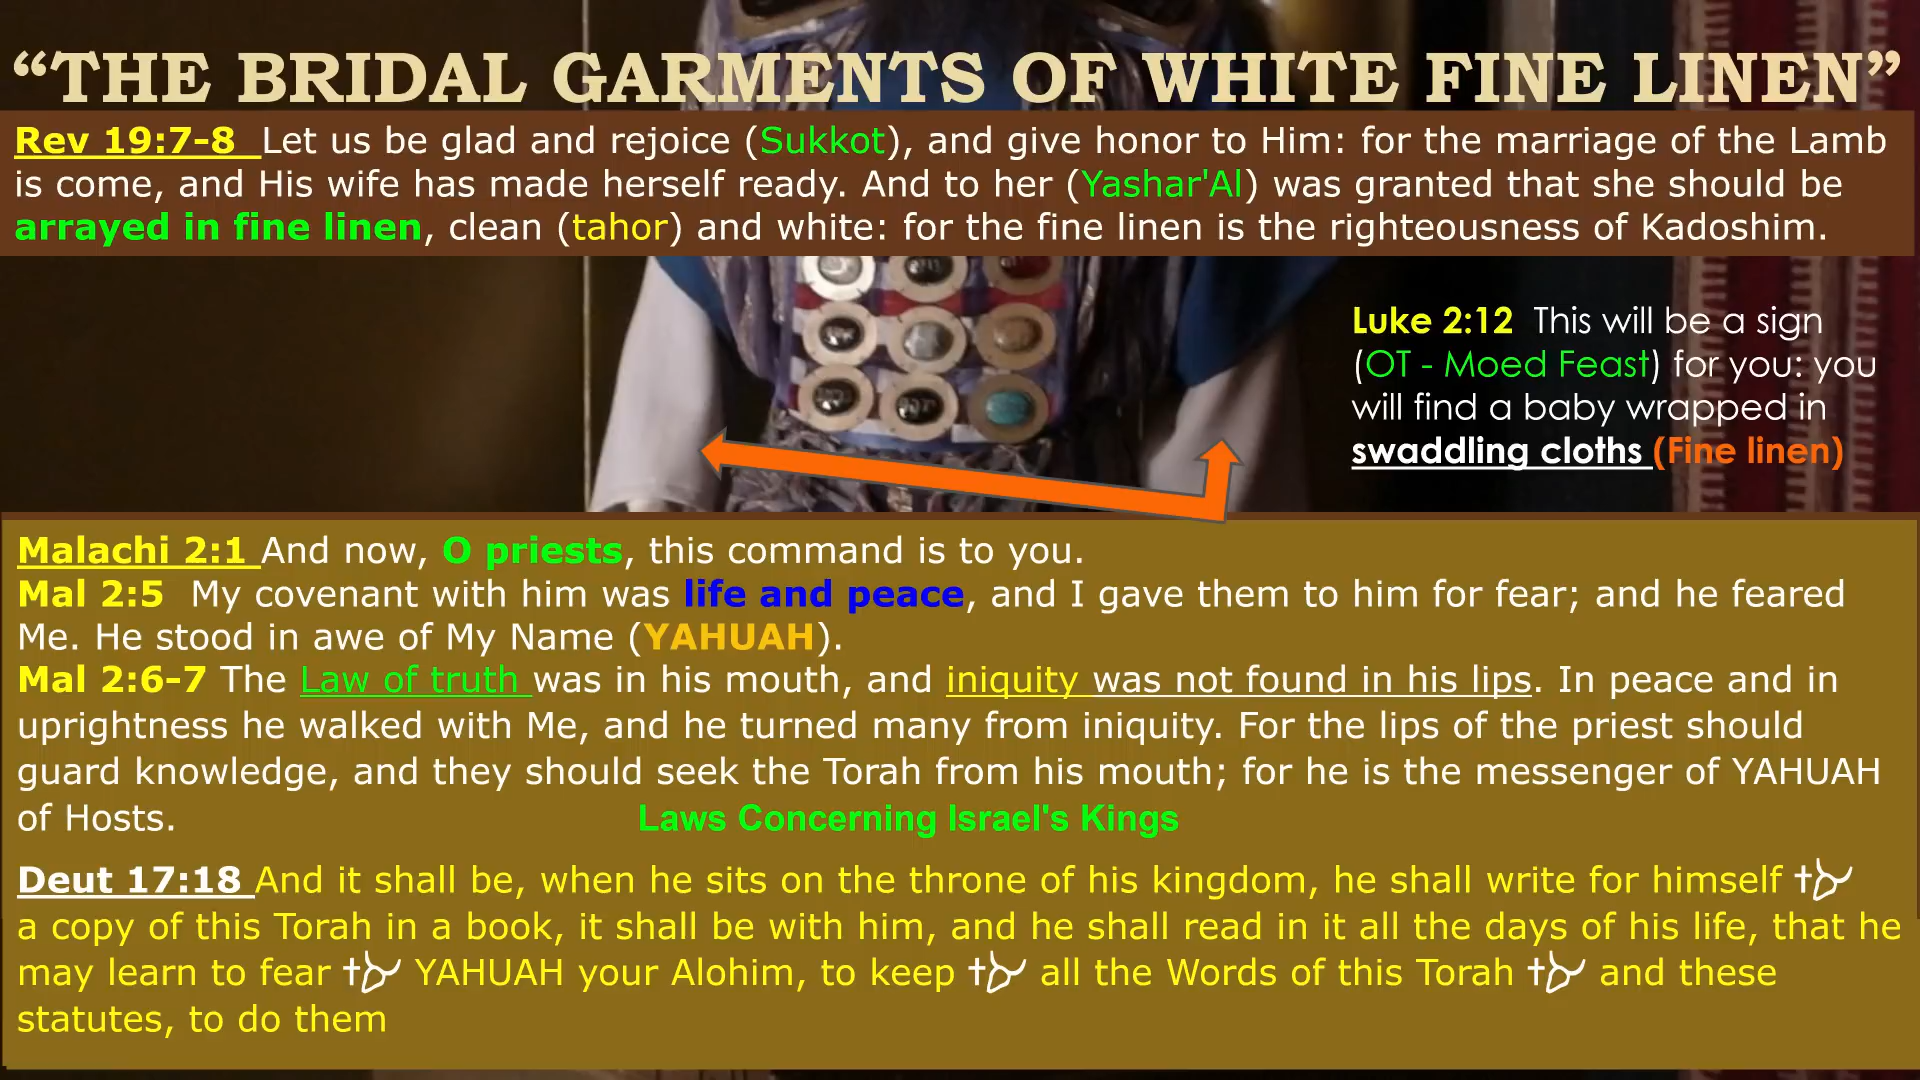 “THE BRIDAL GARMENTS OF WHITE FINE LINEN”
Rev 19:7-8 Let us be glad and rejoice (Sukkot), and give honor to Him: for the marriage of the Lamb
is come, and His wife has made herself ready. And to her (Yashar'Al) was granted that she should be
arrayed in fine linen, clean (tahor) and white: for the fine linen is the righteousness of Kadoshim.
Luke 2:12 This will be a sign
(OT - Moed Feast) for you: you
will find a baby wrapped in
swaddling cloths (Fine linen)
Malachi 2:1 And now, O priests, this command is to you.
Mal 2:5 My covenant with him was life and peace, and I gave them to him for fear; and he feared
Me. He stood in awe of My Name (YAHUAH).
Mal 2:6-7 The Law of truth was in his mouth, and iniquity was not found in his lips. In peace and in
uprightness he walked with Me, and he turned many from iniquity. For the lips of the priest should
guard knowledge, and they should seek the Torah from his mouth; for he is the messenger of YAHUAH
of Hosts.
Laws Concerning Israel's Kings
Deut 17:18 And it shall be, when he sits on the throne of his kingdom, he shall write for himself
a copy of this Torah in a book, it shall be with him, and he shall read in it all the days of his life, that he
may learn to fear YAHUAH your Alohim, to keep all the Words of this Torah and these
statutes, to do them